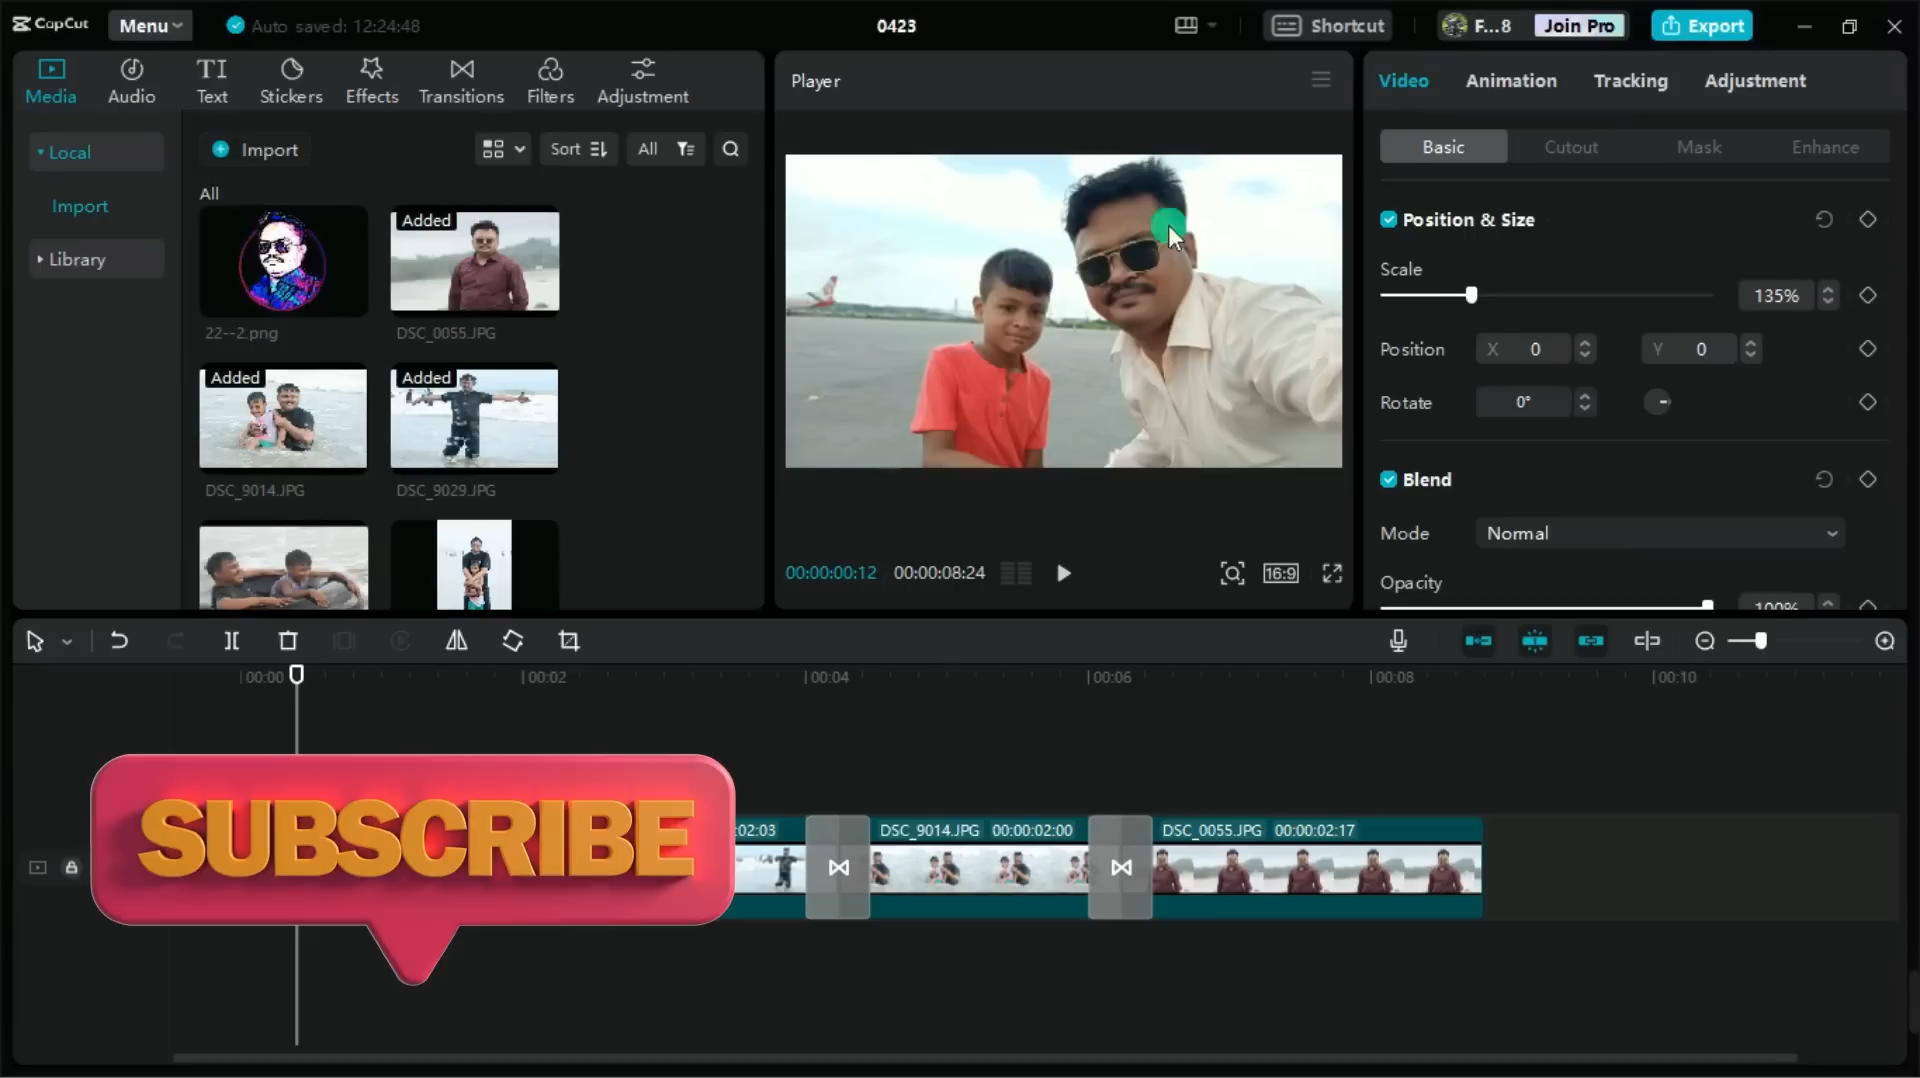 CapCut
Menu
Auto saved: 12:24:48
0423
Shortcut
F...8
Join Pro
Export
Media
Audio
TI
Text
Stickers
Effects
Transitions
Filters
Adjustment
Local
Import
Library
Import
Sort
All
All
22--2.png
Added
DSC_0055.JPG
Added
DSC_9014.JPG
Added
DSC_9029.JPG
Player
00:00:00:12
00:00:08:24
16:9
Video
Animation
Tracking
Adjustment
Basic
Cutout
Mask
Enhance
Position & Size
Scale
135%
Position
X 0
Y 0
Rotate
0°
Blend
Mode
Normal
Opacity
100%
00:00
00:02
00:04
00:06
00:08
00:10
SUBSCRIBE
:02:03
DSC_9014.JPG 00:00:02:00
DSC_0055.JPG 00:00:02:17